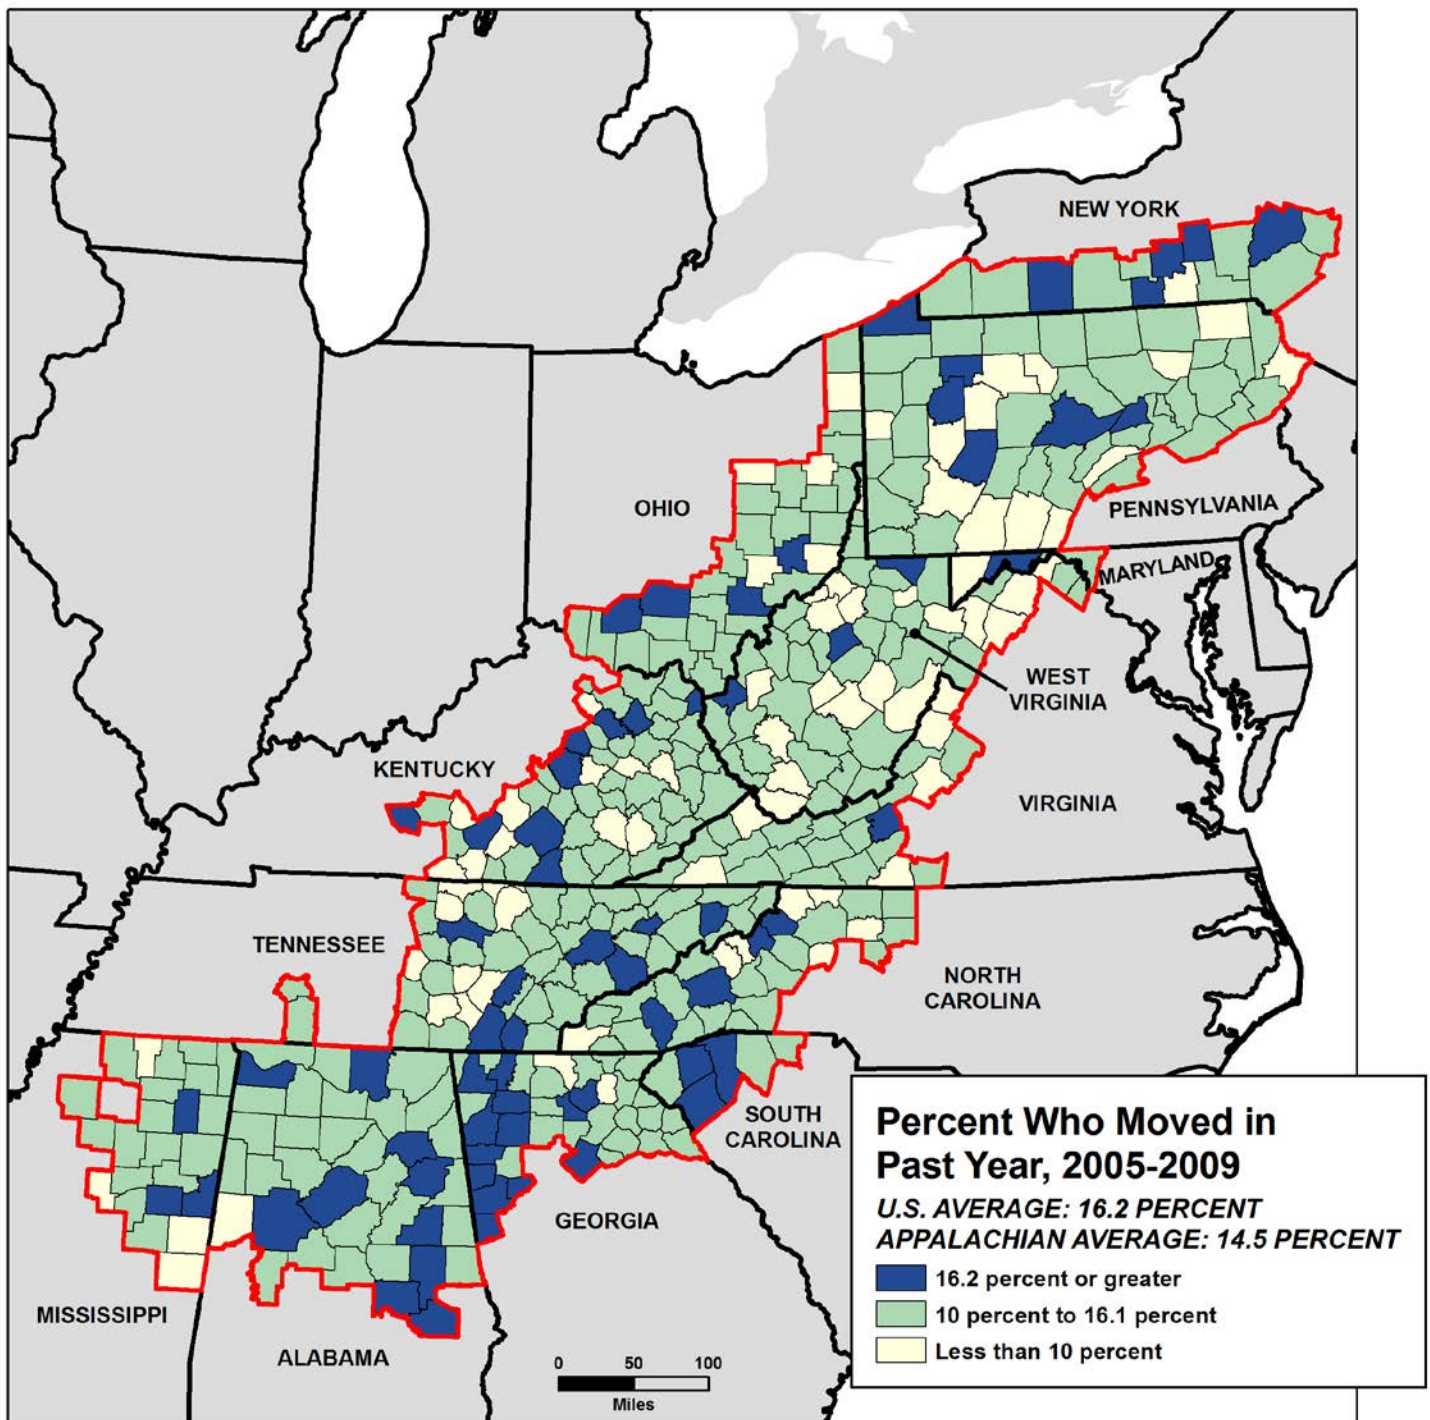 NEW YORK
OHIO
PENNSYLVANIA
MARYLAND
WEST
VIRGINIA
KENTUCKY
VIRGINIA
TENNESSEE
NORTH
CAROLINA
SOUTH
CAROLINA
GEORGIA
MISSISSIPPI
ALABAMA
0 50 100
Miles
Percent Who Moved in
Past Year, 2005-2009
U.S. AVERAGE: 16.2 PERCENT
APPALACHIAN AVERAGE: 14.5 PERCENT
16.2 percent or greater
10 percent to 16.1 percent
Less than 10 percent